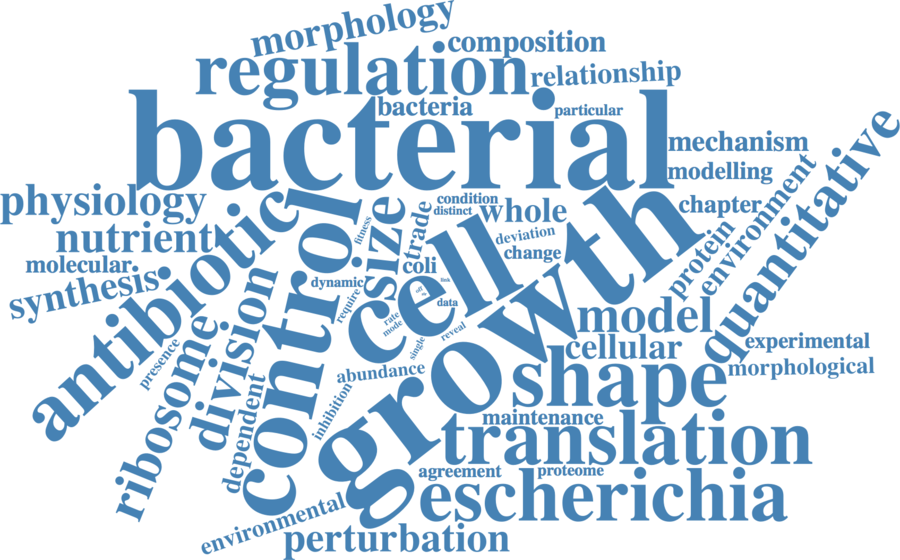 morphology
composition
regulation
relationship
bacteria
particular
bacterial
mechanism
modelling
quantitative
physiology
condition
distinct
whole
chapter
environment
protein
nutrient
antibiotic
control
fitness
size
trade
deviation
change
growth
molecular
synthesis
dynamic
coli
cell
link
off
data
require
rate
mode
reveal
single
model
cellular
experimental
morphological
division
ribosome
presence
abundance
shape
dependent
inhibition
maintenance
translation
agreement
proteome
escherichia
environmental
perturbation